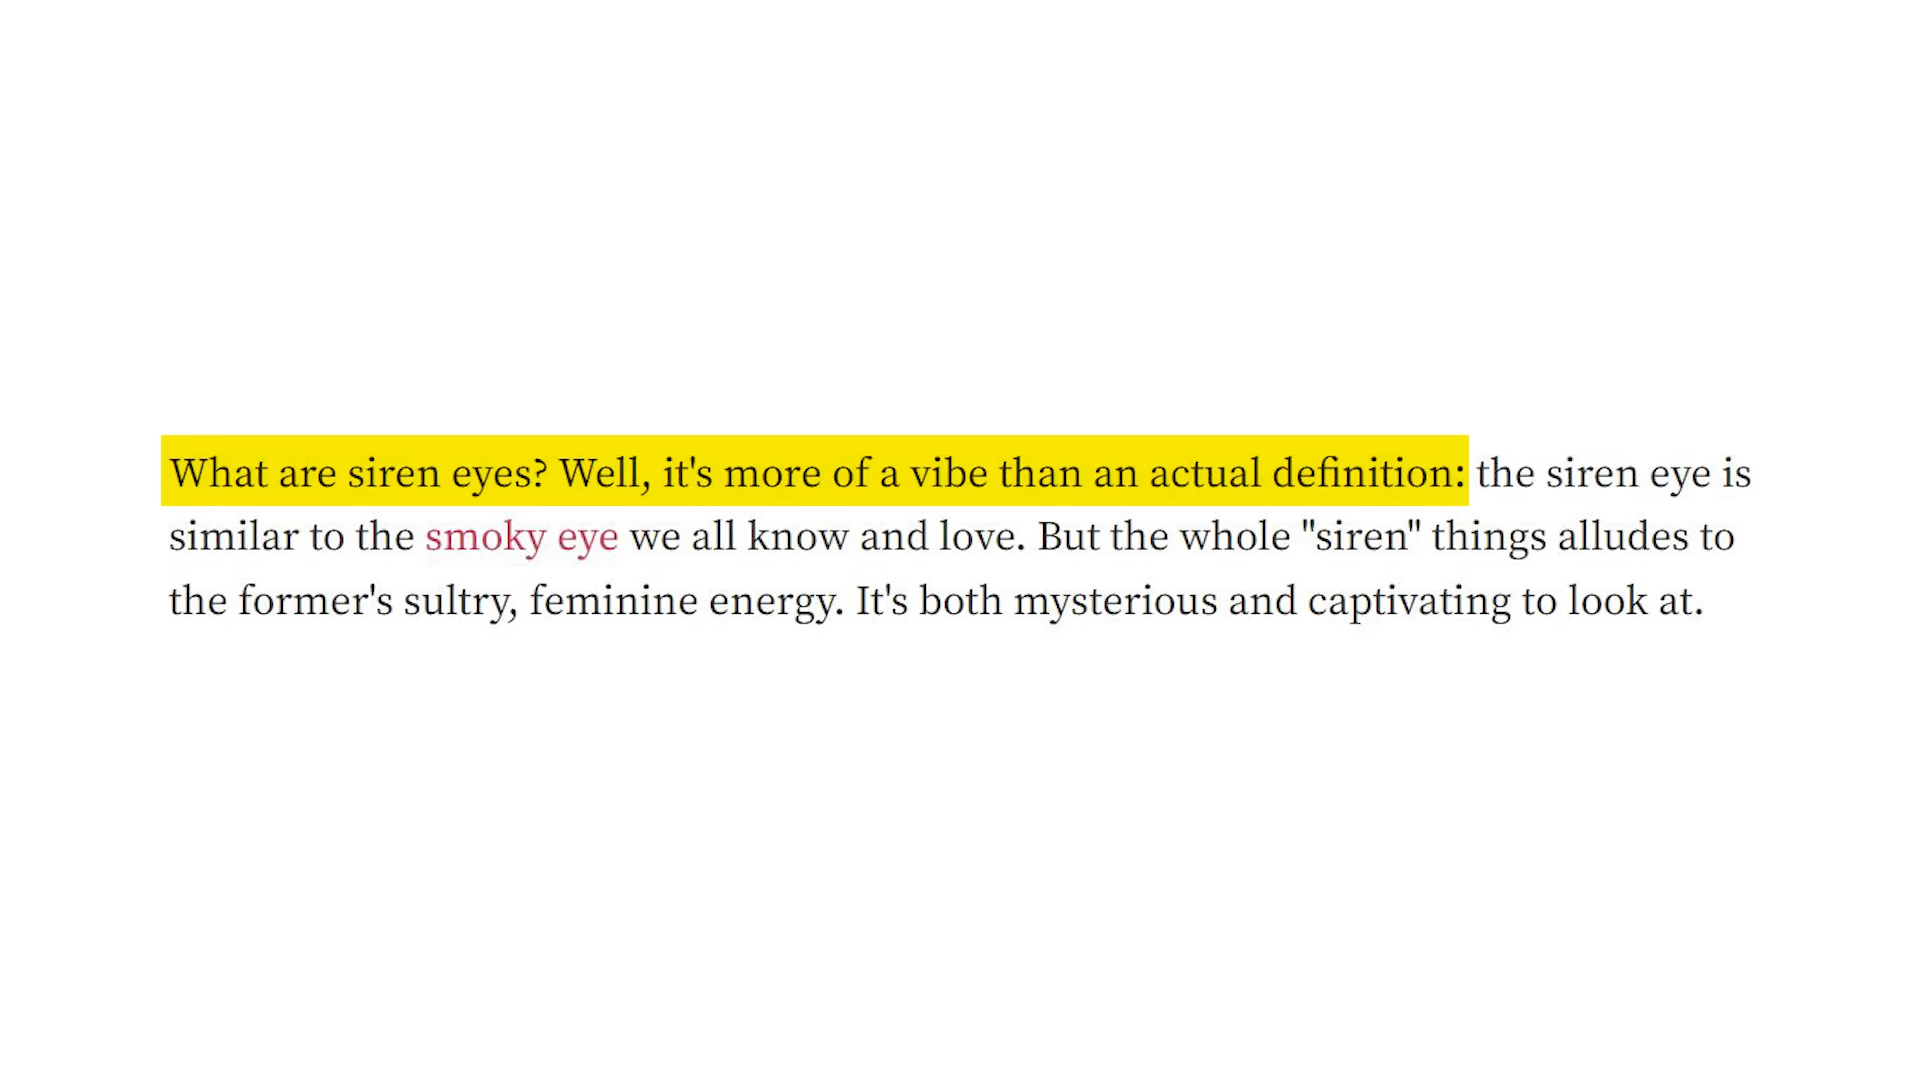 What are siren eyes? Well, it's more of a vibe than an actual definition: the siren eye is
similar to the smoky eye we all know and love. But the whole "siren" things alludes to
the former's sultry, feminine energy. It's both mysterious and captivating to look at.